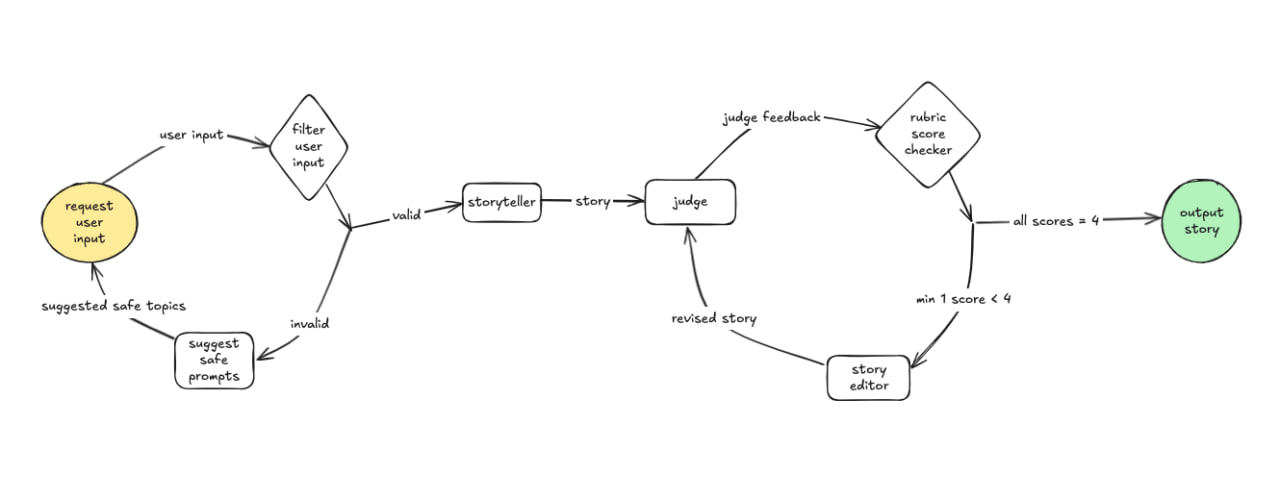 user input
filter
user
input
request
user
input
suggested safe topics
suggest
safe
prompts
invalid
valid
storyteller
story
judge
judge feedback
rubric
score
checker
all scores = 4
output
story
min 1 score < 4
story
editor
revised story